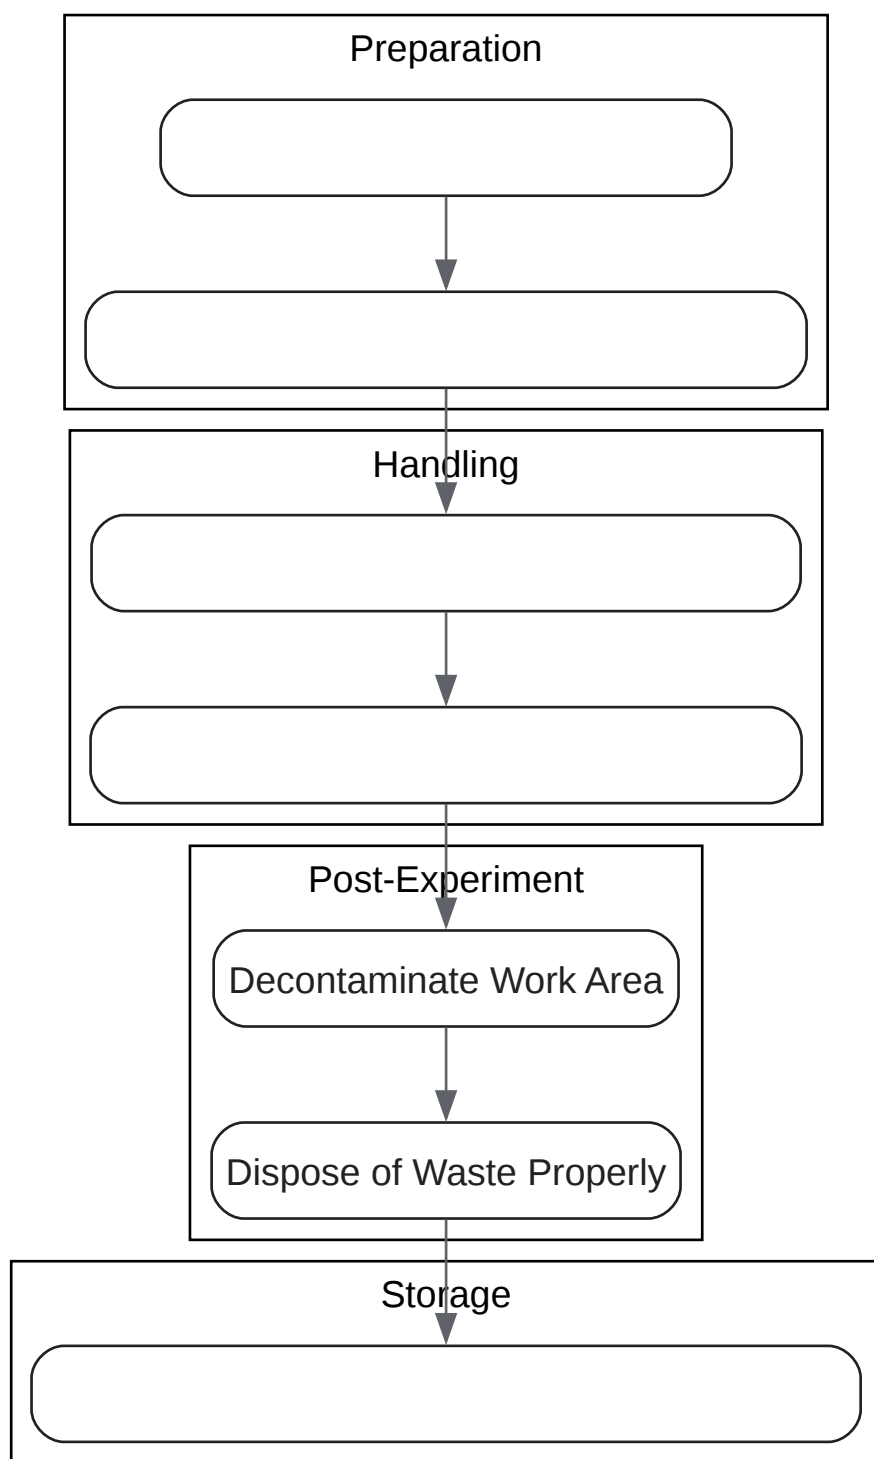 Preparation
Handling
Post-Experiment
Decontaminate Work Area
Dispose of Waste Properly
Storage